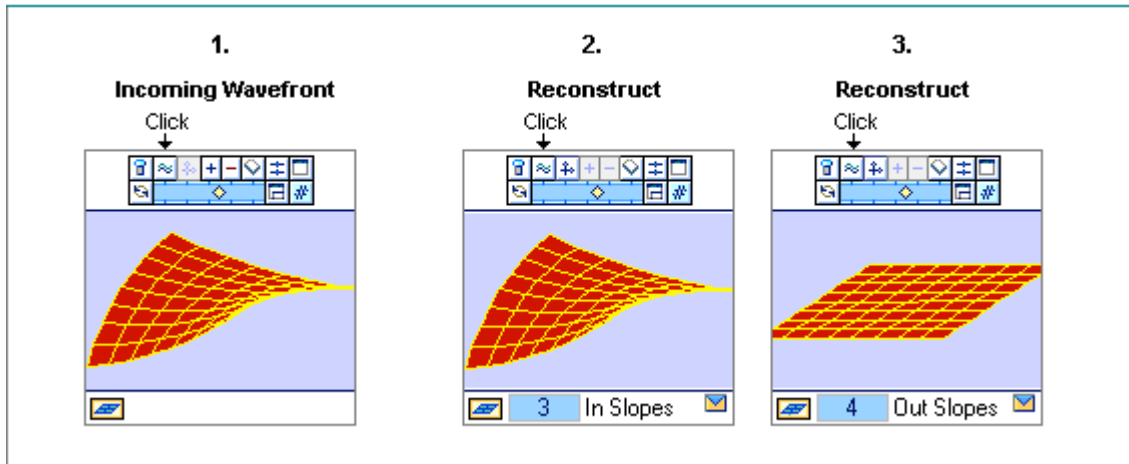 1.
2.
3.
Incoming Wavefront
Reconstruct
Reconstruct
Click
Click
Click
3 In Slopes
4 Out Slopes